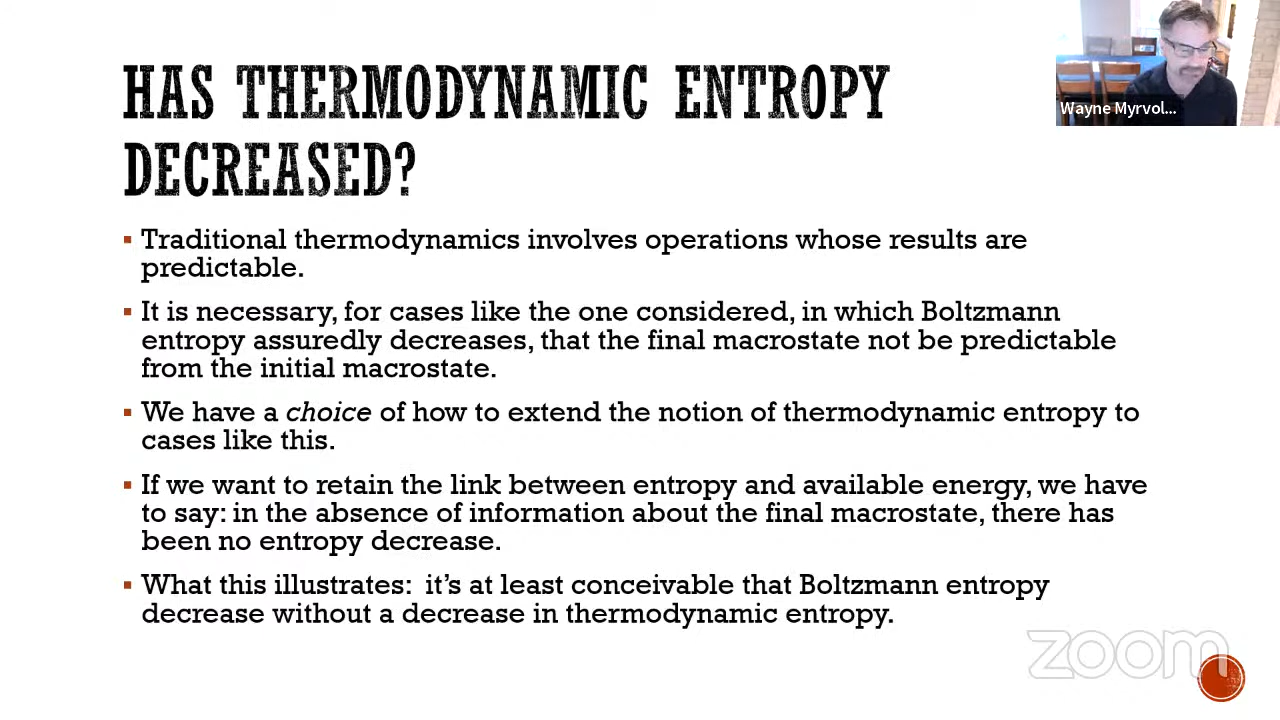 HAS THERMODYNAMIC ENTROPY
DECREASED?
Wayne Myrvol...
▪ Traditional thermodynamics involves operations whose results are
predictable.
▪ It is necessary, for cases like the one considered, in which Boltzmann
entropy assuredly decreases, that the final macrostate not be predictable
from the initial macrostate.
▪ We have a choice of how to extend the notion of thermodynamic entropy to
cases like this.
▪ If we want to retain the link between entropy and available energy, we have
to say: in the absence of information about the final macrostate, there has
been no entropy decrease.
▪ What this illustrates:  it's at least conceivable that Boltzmann entropy
decrease without a decrease in thermodynamic entropy.
zoom